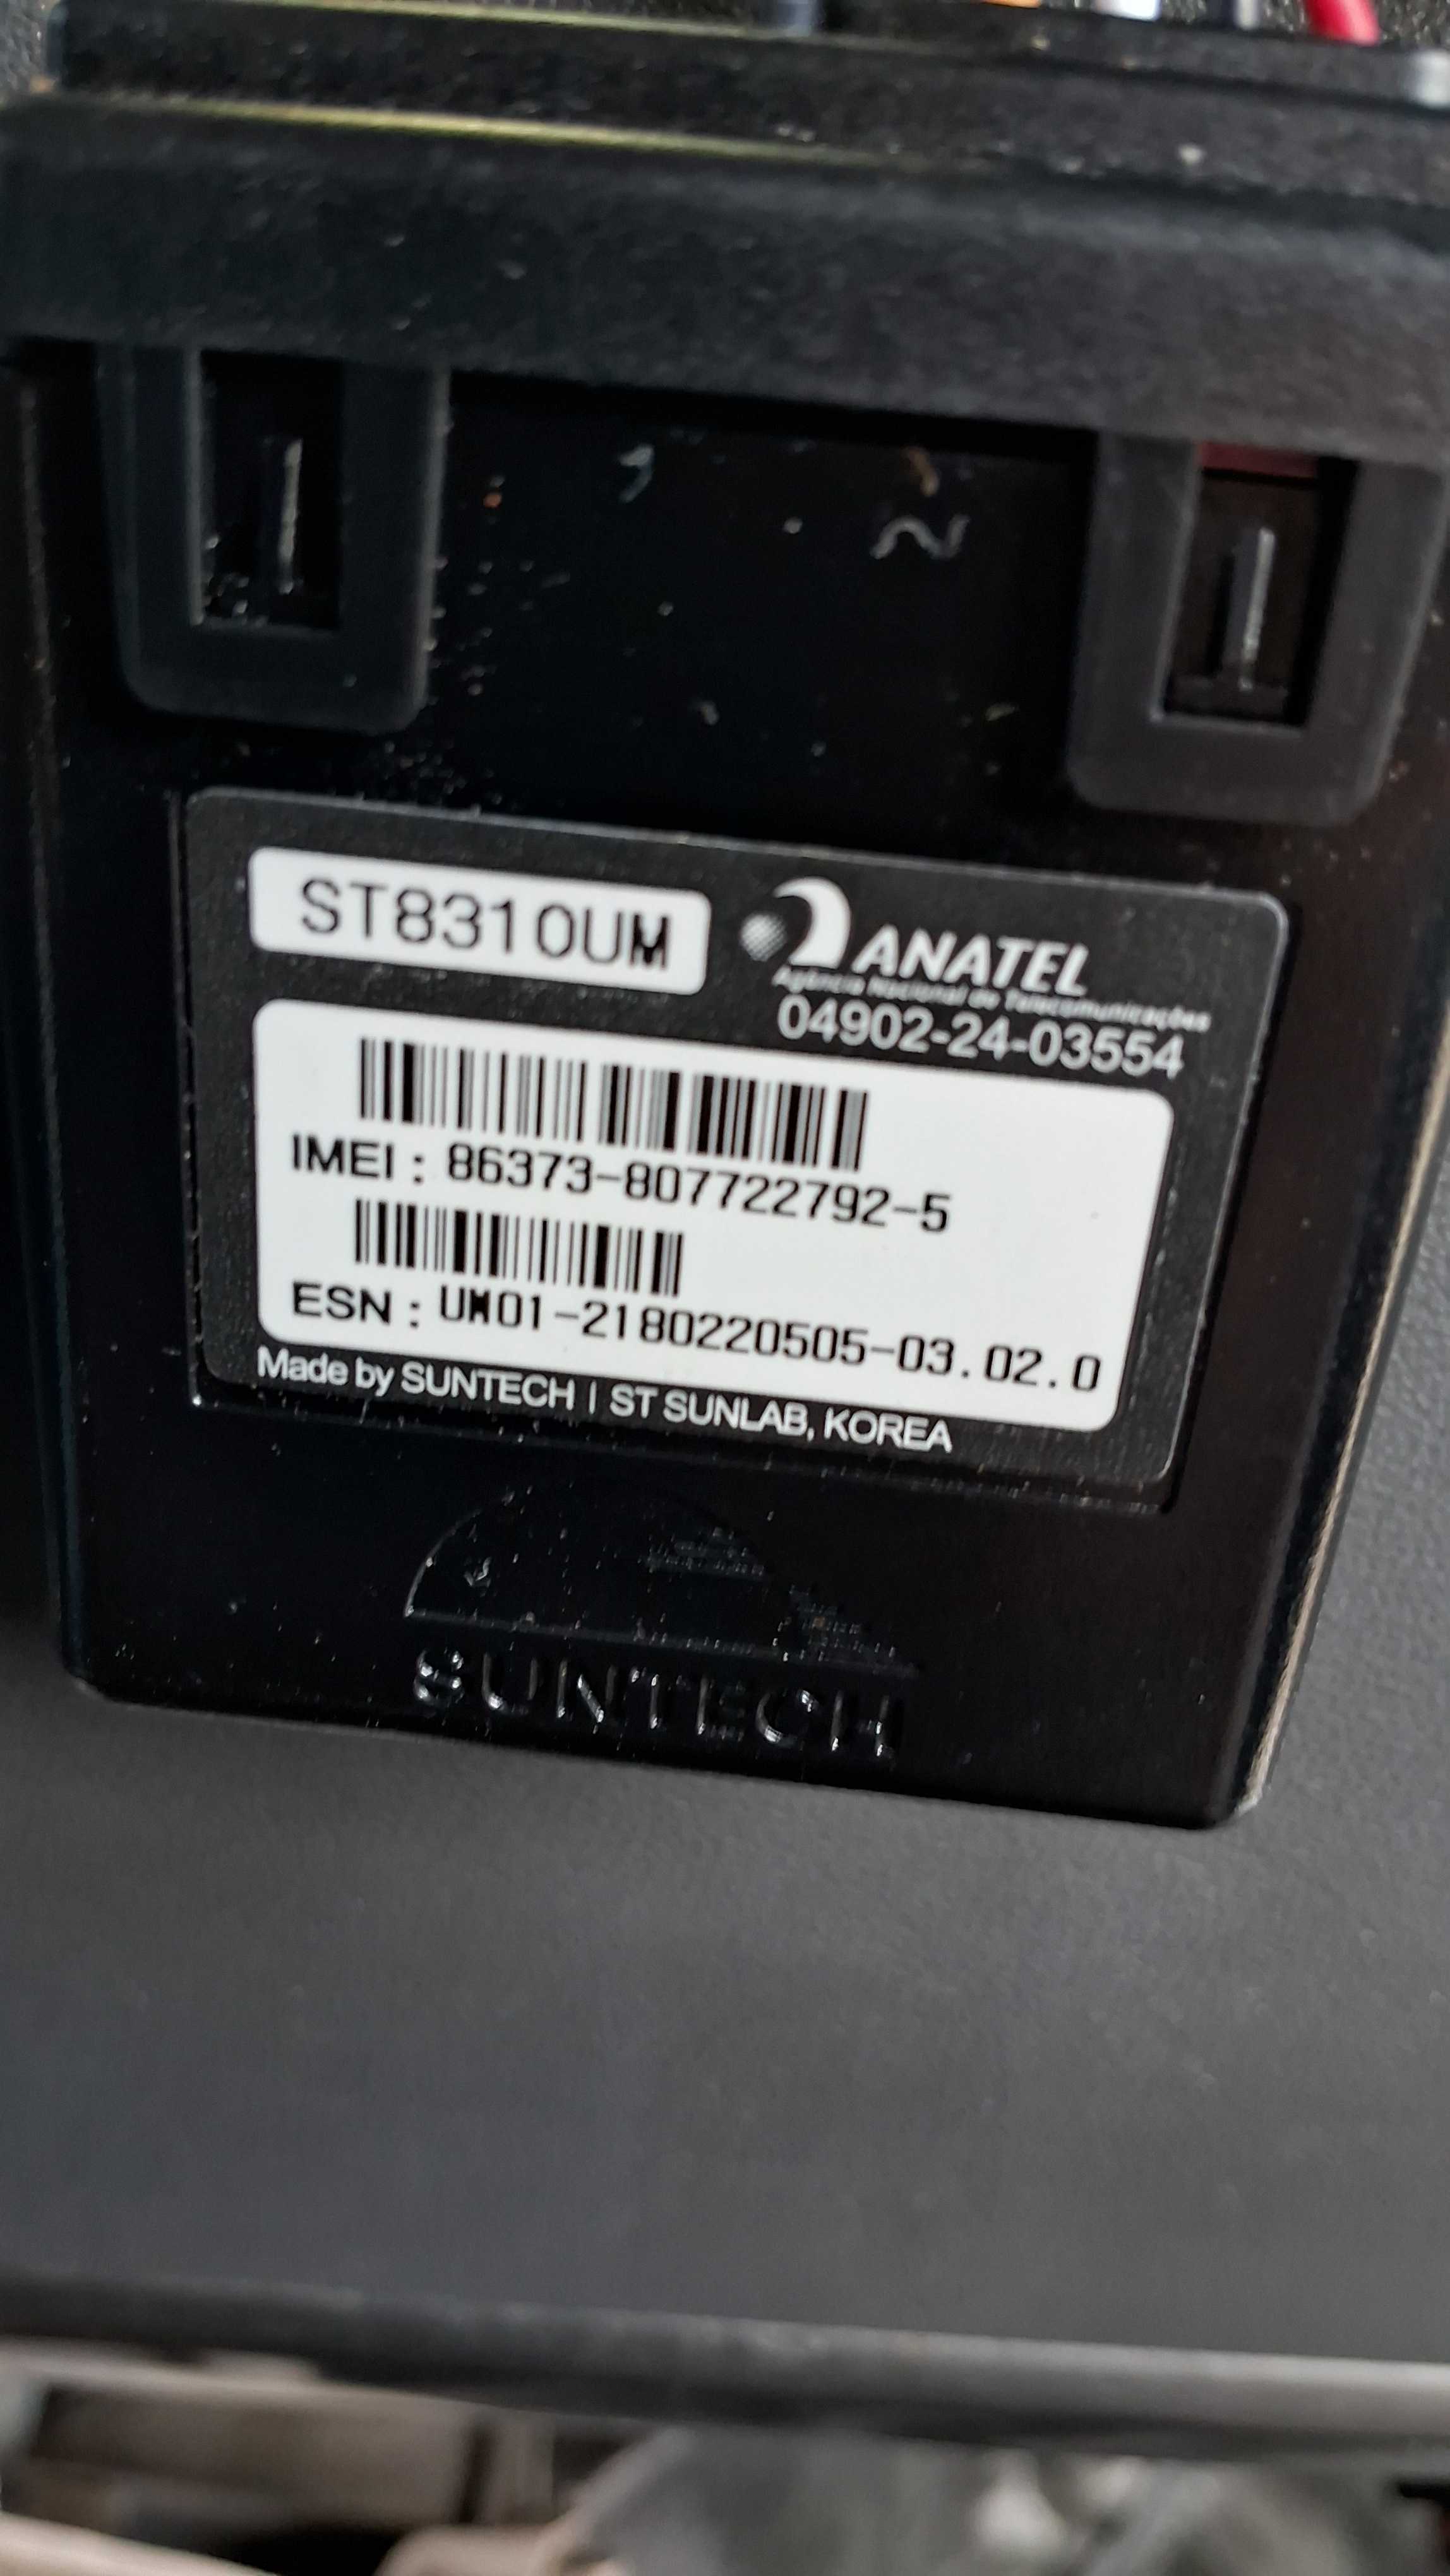 ST8310UM
ANATEL
Agência Nacional de Telecomunicações
04902-24-03554
IMEI : 86373-807722792-5
ESN : UM01-2180220505-03.02.0
Made by SUNTECH | ST SUNLAB, KOREA
SUNTECH